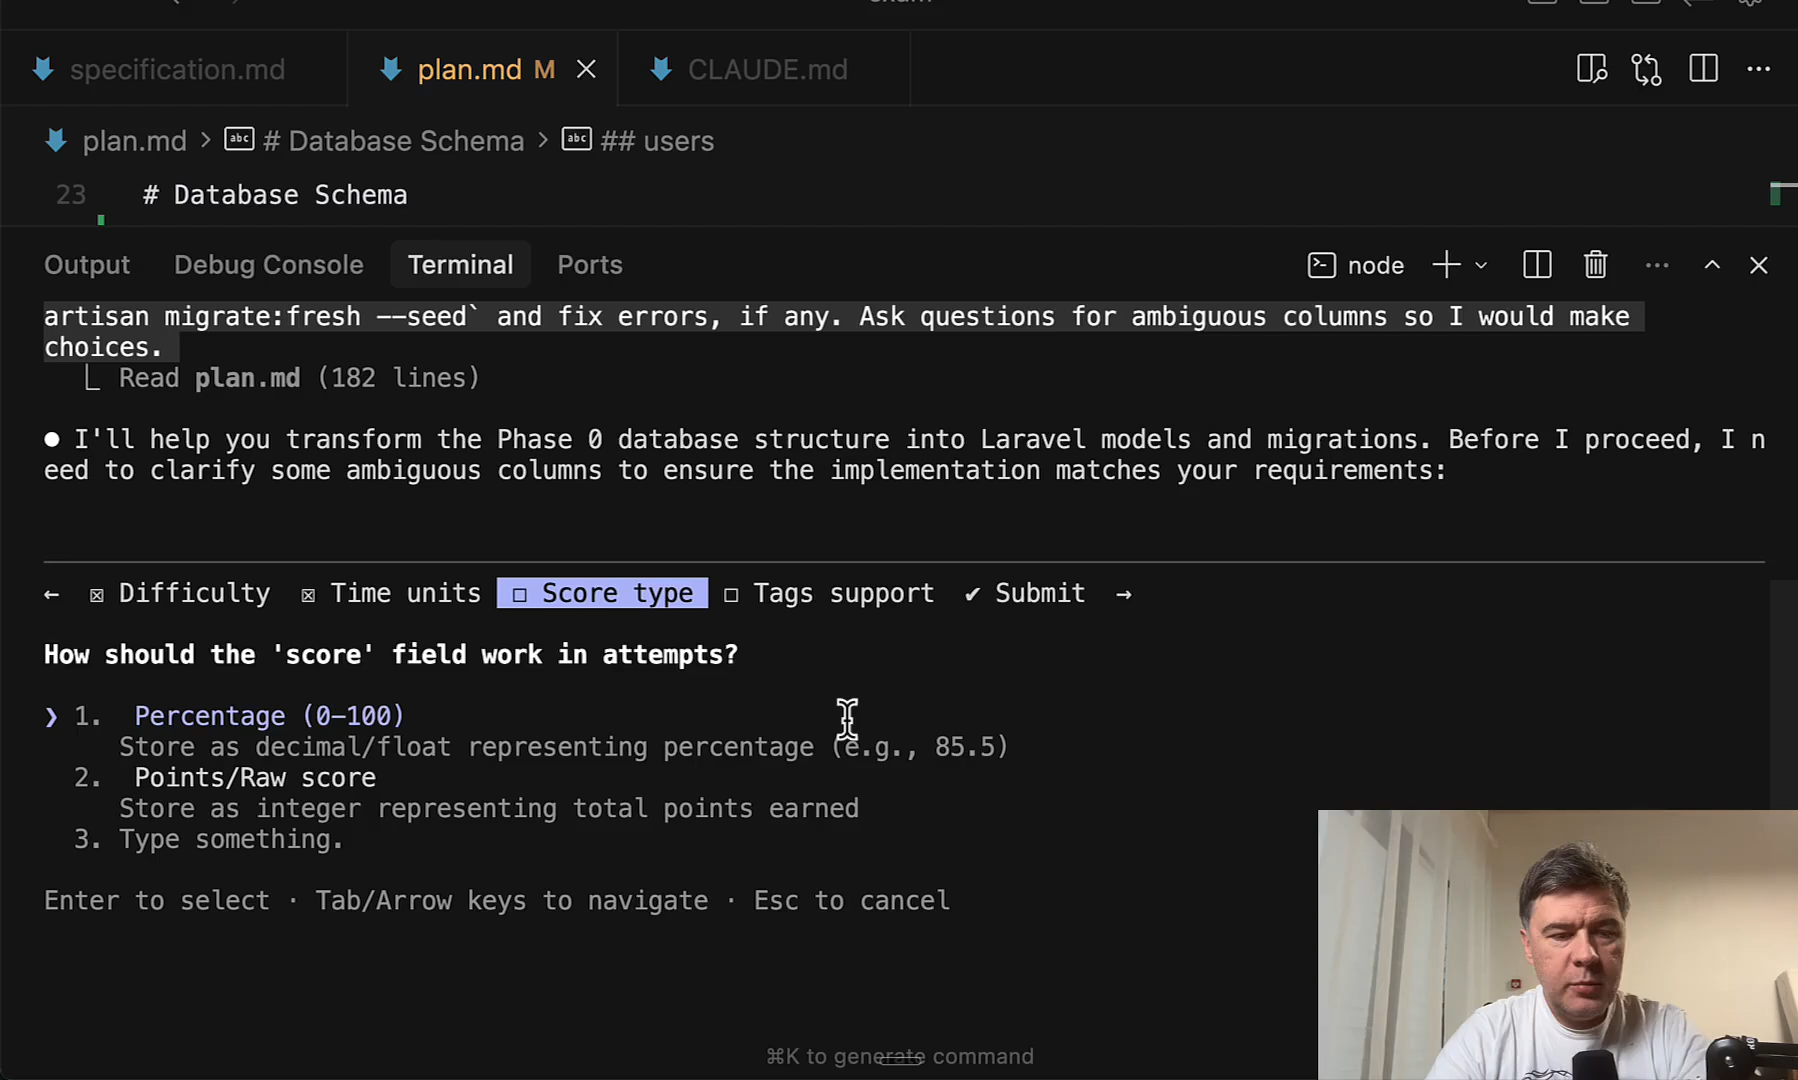 specification.md
plan.md M
CLAUDE.md
plan.md > # Database Schema > ## users
23 # Database Schema
Output Debug Console Terminal Ports
node
artisan migrate:fresh --seed` and fix errors, if any. Ask questions for ambiguous columns so I would make
choices.
Read plan.md (182 lines)
● I'll help you transform the Phase 0 database structure into Laravel models and migrations. Before I proceed, I n
eed to clarify some ambiguous columns to ensure the implementation matches your requirements:
← ☒ Difficulty ☒ Time units ☐ Score type ☐ Tags support ✔ Submit →
How should the 'score' field work in attempts?
❯ 1. Percentage (0-100)
Store as decimal/float representing percentage (e.g., 85.5)
2. Points/Raw score
Store as integer representing total points earned
3. Type something.
Enter to select · Tab/Arrow keys to navigate · Esc to cancel
⌘K to generate command